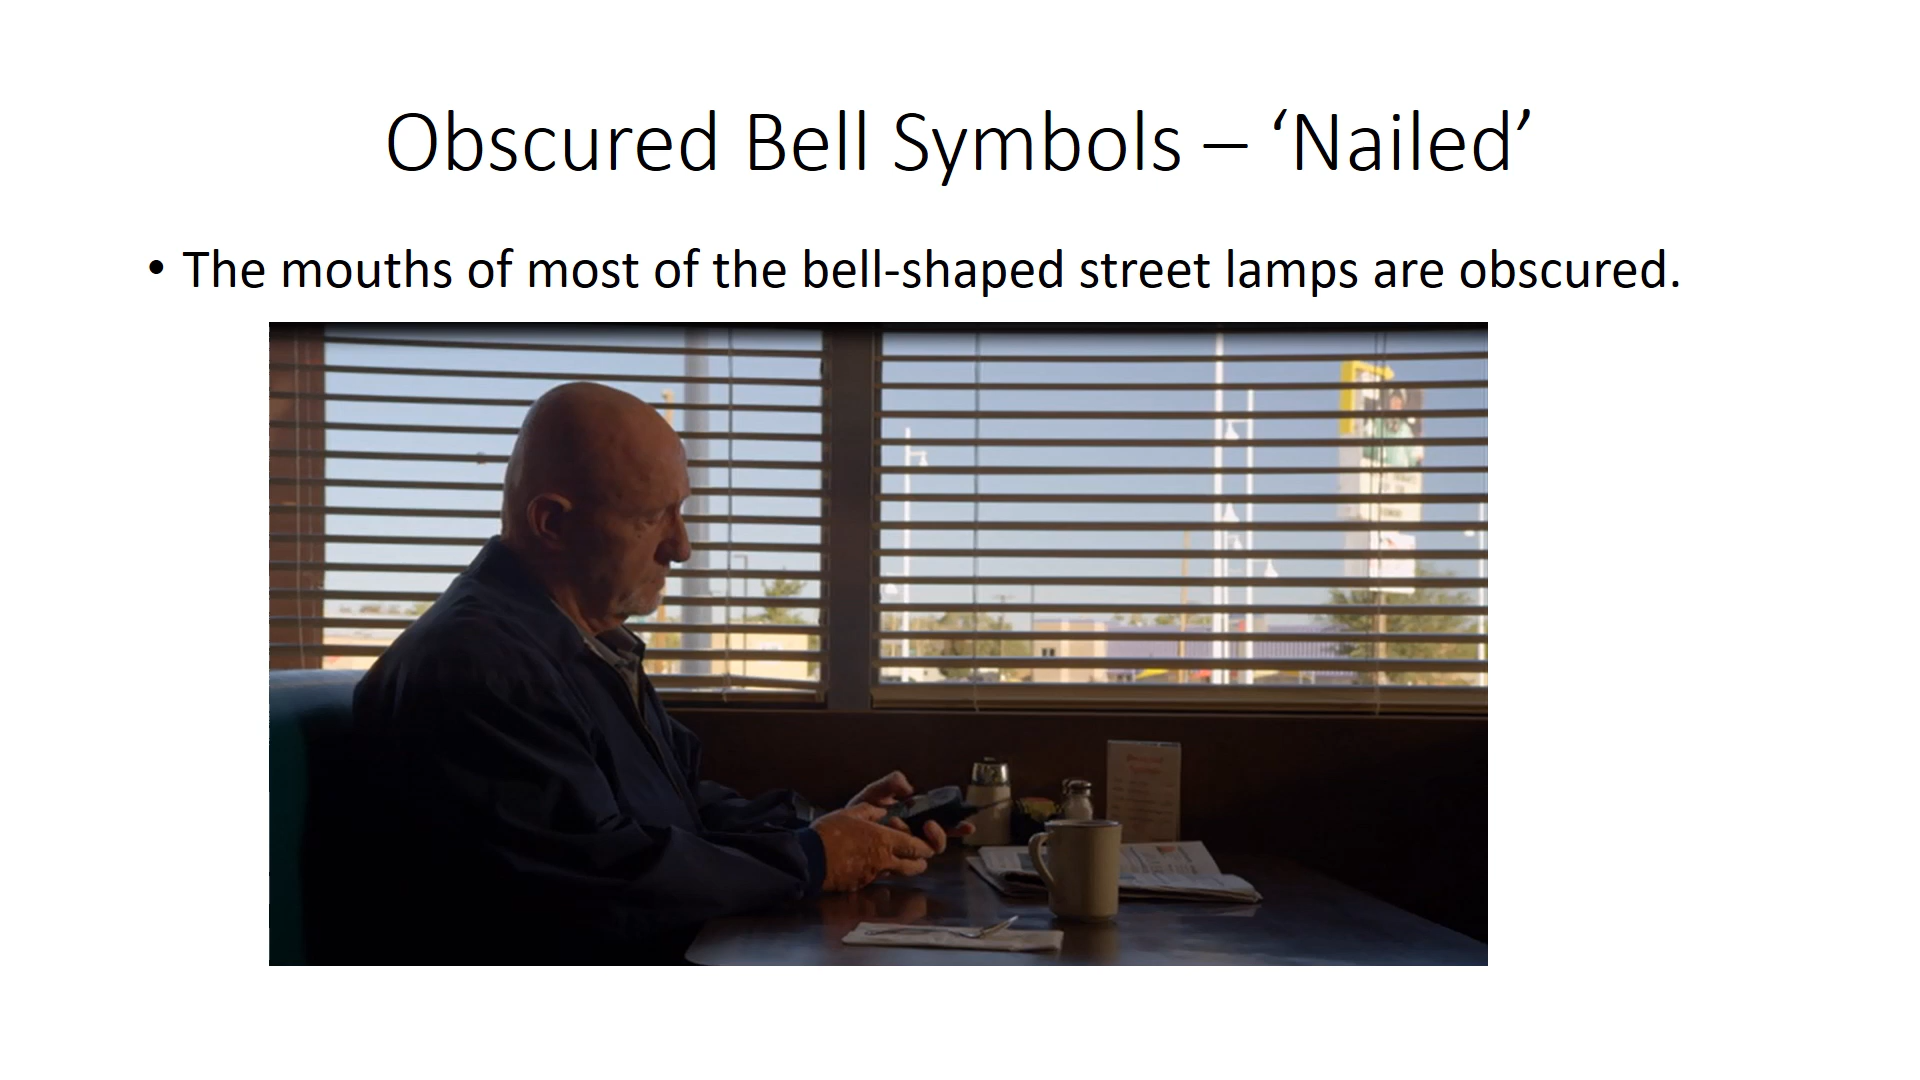 Obscured Bell Symbols – ‘Nailed’
• The mouths of most of the bell-shaped street lamps are obscured.